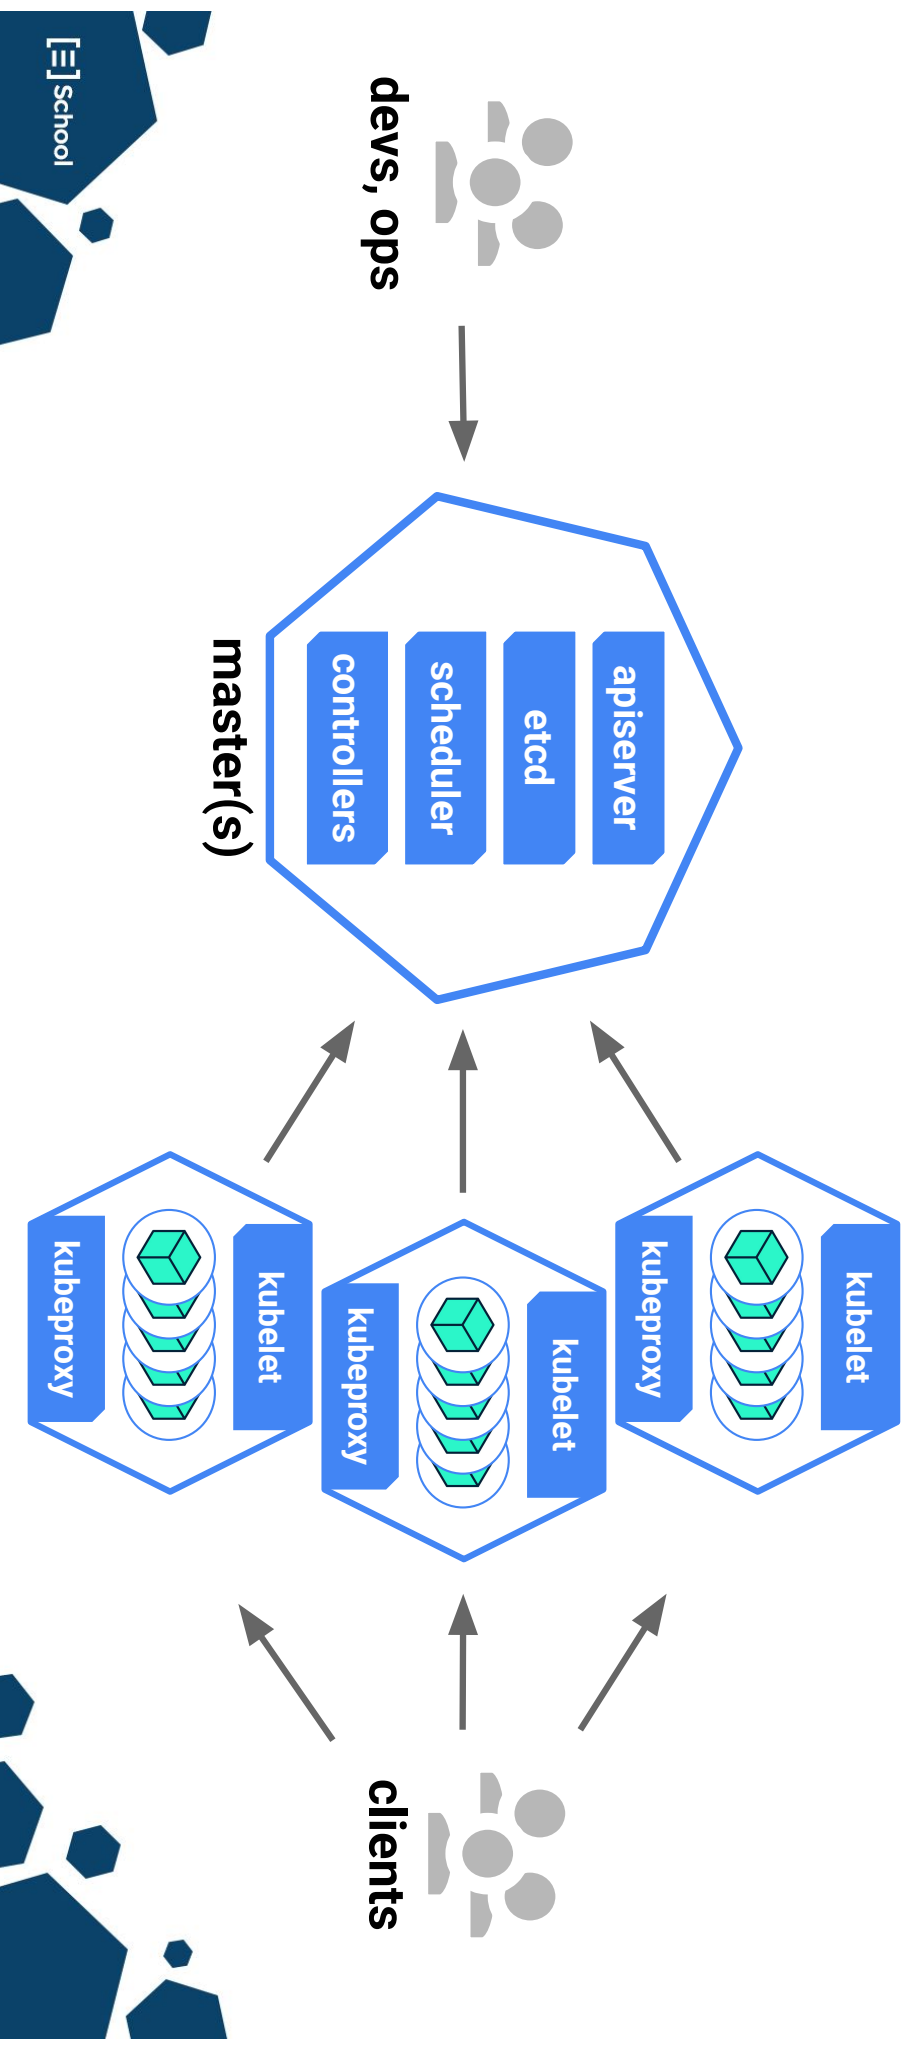 devs, ops
apiserver
etcd
scheduler
controllers
master(s)
kubelet
kubeproxy
kubelet
kubeproxy
kubelet
kubeproxy
clients
[Ξ] School